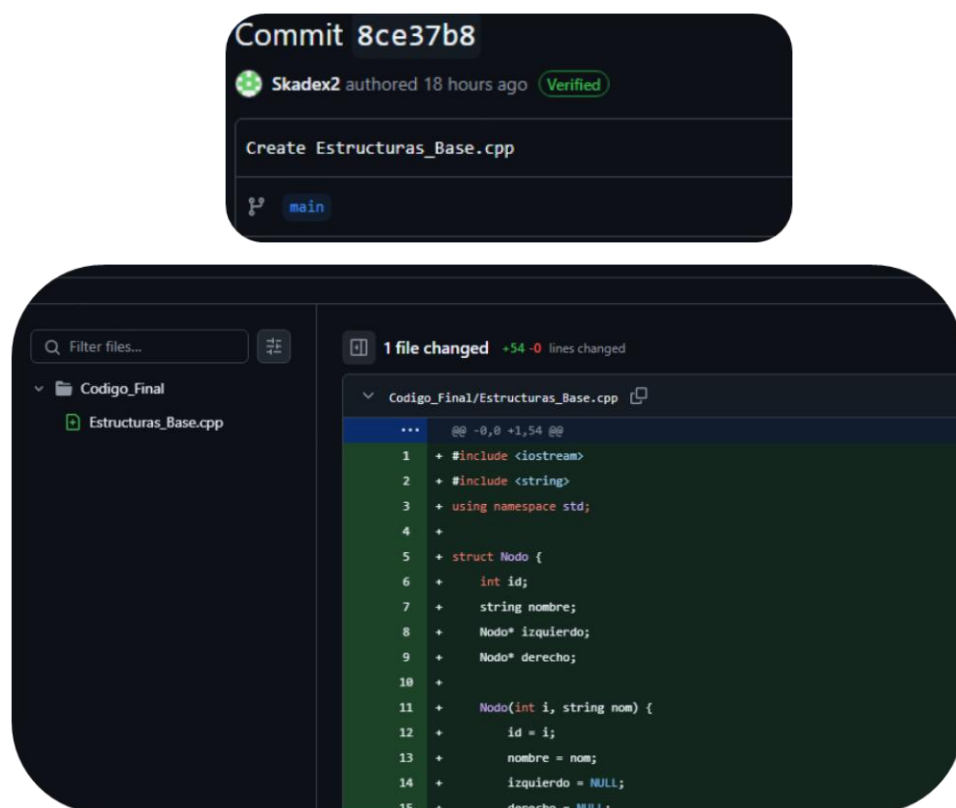 Commit 8ce37b8
Skadex2 authored 18 hours ago Verified
Create Estructuras_Base.cpp
main
Filter files...
Codigo_Final
Estructuras_Base.cpp
1 file changed +54 -0 lines changed
Codigo_Final/Estructuras_Base.cpp
... @@ -0,0 +1,54 @@
1 + #include <iostream>
2 + #include <string>
3 + using namespace std;
4 +
5 + struct Nodo {
6 + int id;
7 + string nombre;
8 + Nodo* izquierdo;
9 + Nodo* derecho;
10 +
11 + Nodo(int i, string nom) {
12 + id = i;
13 + nombre = nom;
14 + izquierdo = NULL;
15 + derecho = NULL;